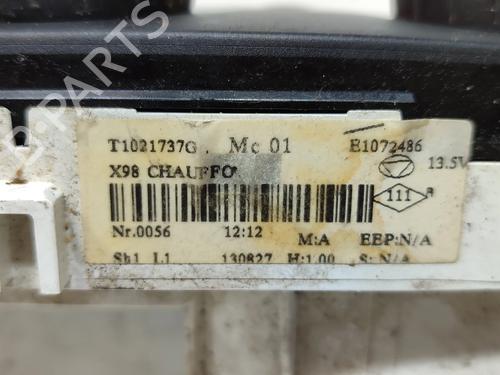 T1021737G . Mc 01 E1072486
X98 CHAUFFO 13.5V
111 R
Nr.0056 12:12 M:A EEP:N/A
Sh1 L1 130827 H:1.00 S: N/A
B-PARTS